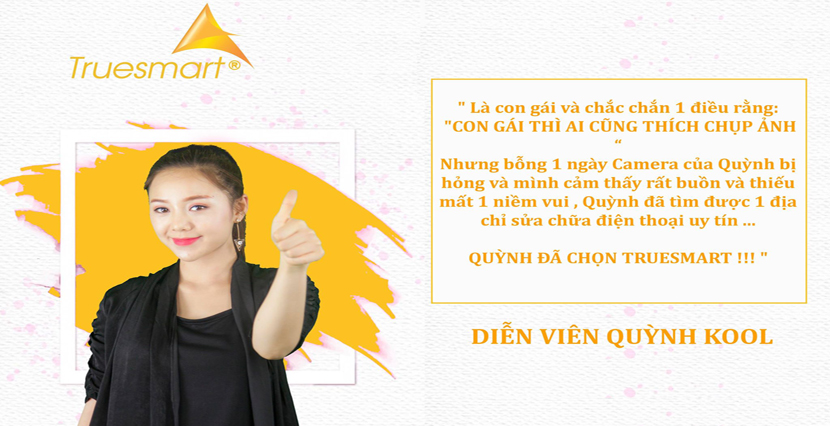 Truesmart®
" Là con gái và chắc chắn 1 điều rằng:
"CON GÁI THÌ AI CŨNG THÍCH CHỤP ẢNH
“
Nhưng bỗng 1 ngày Camera của Quỳnh bị
hỏng và mình cảm thấy rất buồn và thiếu
mất 1 niềm vui , Quỳnh đã tìm được 1 địa
chỉ sửa chữa điện thoại uy tín ...
QUỲNH ĐÃ CHỌN TRUESMART !!! "
DIỄN VIÊN QUỲNH KOOL